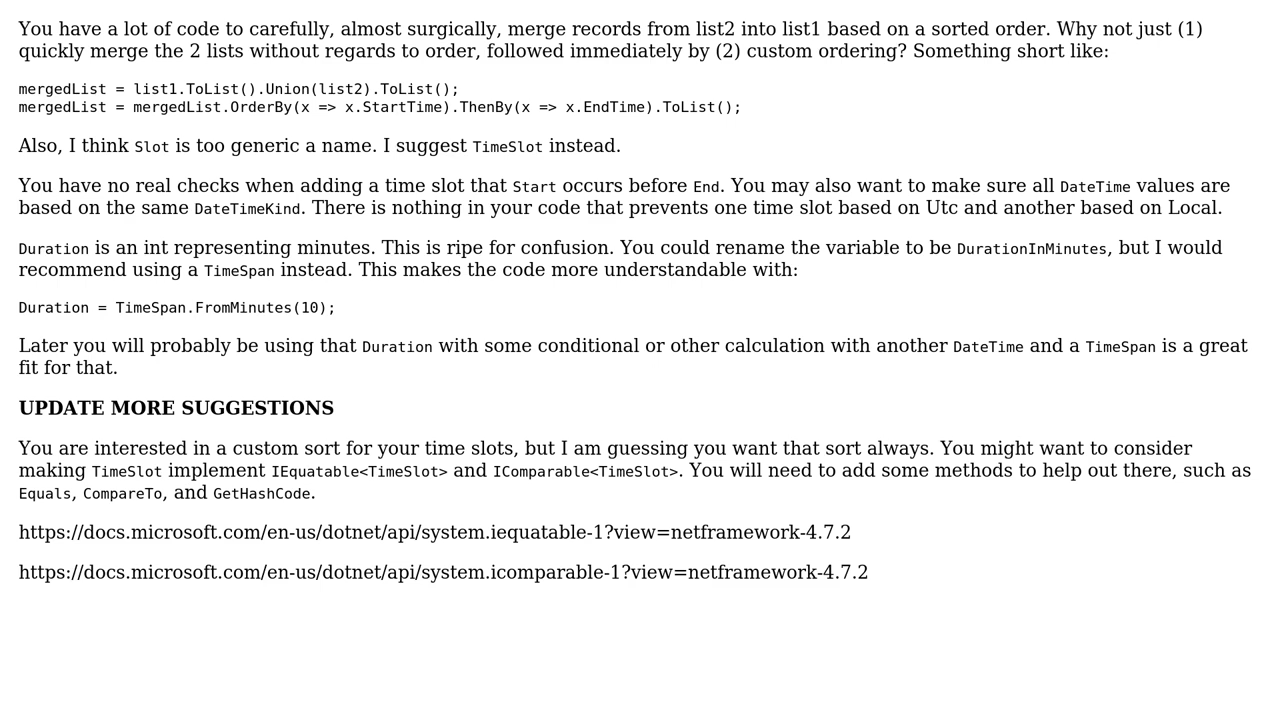 You have a lot of code to carefully, almost surgically, merge records from list2 into list1 based on a sorted order. Why not just (1)
quickly merge the 2 lists without regards to order, followed immediately by (2) custom ordering? Something short like:
mergedList = list1.ToList().Union(list2).ToList();
mergedList = mergedList.OrderBy(x => x.StartTime).ThenBy(x => x.EndTime).ToList();
Also, I think Slot is too generic a name. I suggest TimeSlot instead.
You have no real checks when adding a time slot that Start occurs before End. You may also want to make sure all DateTime values are
based on the same DateTimeKind. There is nothing in your code that prevents one time slot based on Utc and another based on Local.
Duration is an int representing minutes. This is ripe for confusion. You could rename the variable to be DurationInMinutes, but I would
recommend using a TimeSpan instead. This makes the code more understandable with:
Duration = TimeSpan.FromMinutes(10);
Later you will probably be using that Duration with some conditional or other calculation with another DateTime and a TimeSpan is a great
fit for that.
UPDATE MORE SUGGESTIONS
You are interested in a custom sort for your time slots, but I am guessing you want that sort always. You might want to consider
making TimeSlot implement IEquatable<TimeSlot> and IComparable<TimeSlot>. You will need to add some methods to help out there, such as
Equals, CompareTo, and GetHashCode.
https://docs.microsoft.com/en-us/dotnet/api/system.iequatable-1?view=netframework-4.7.2
https://docs.microsoft.com/en-us/dotnet/api/system.icomparable-1?view=netframework-4.7.2